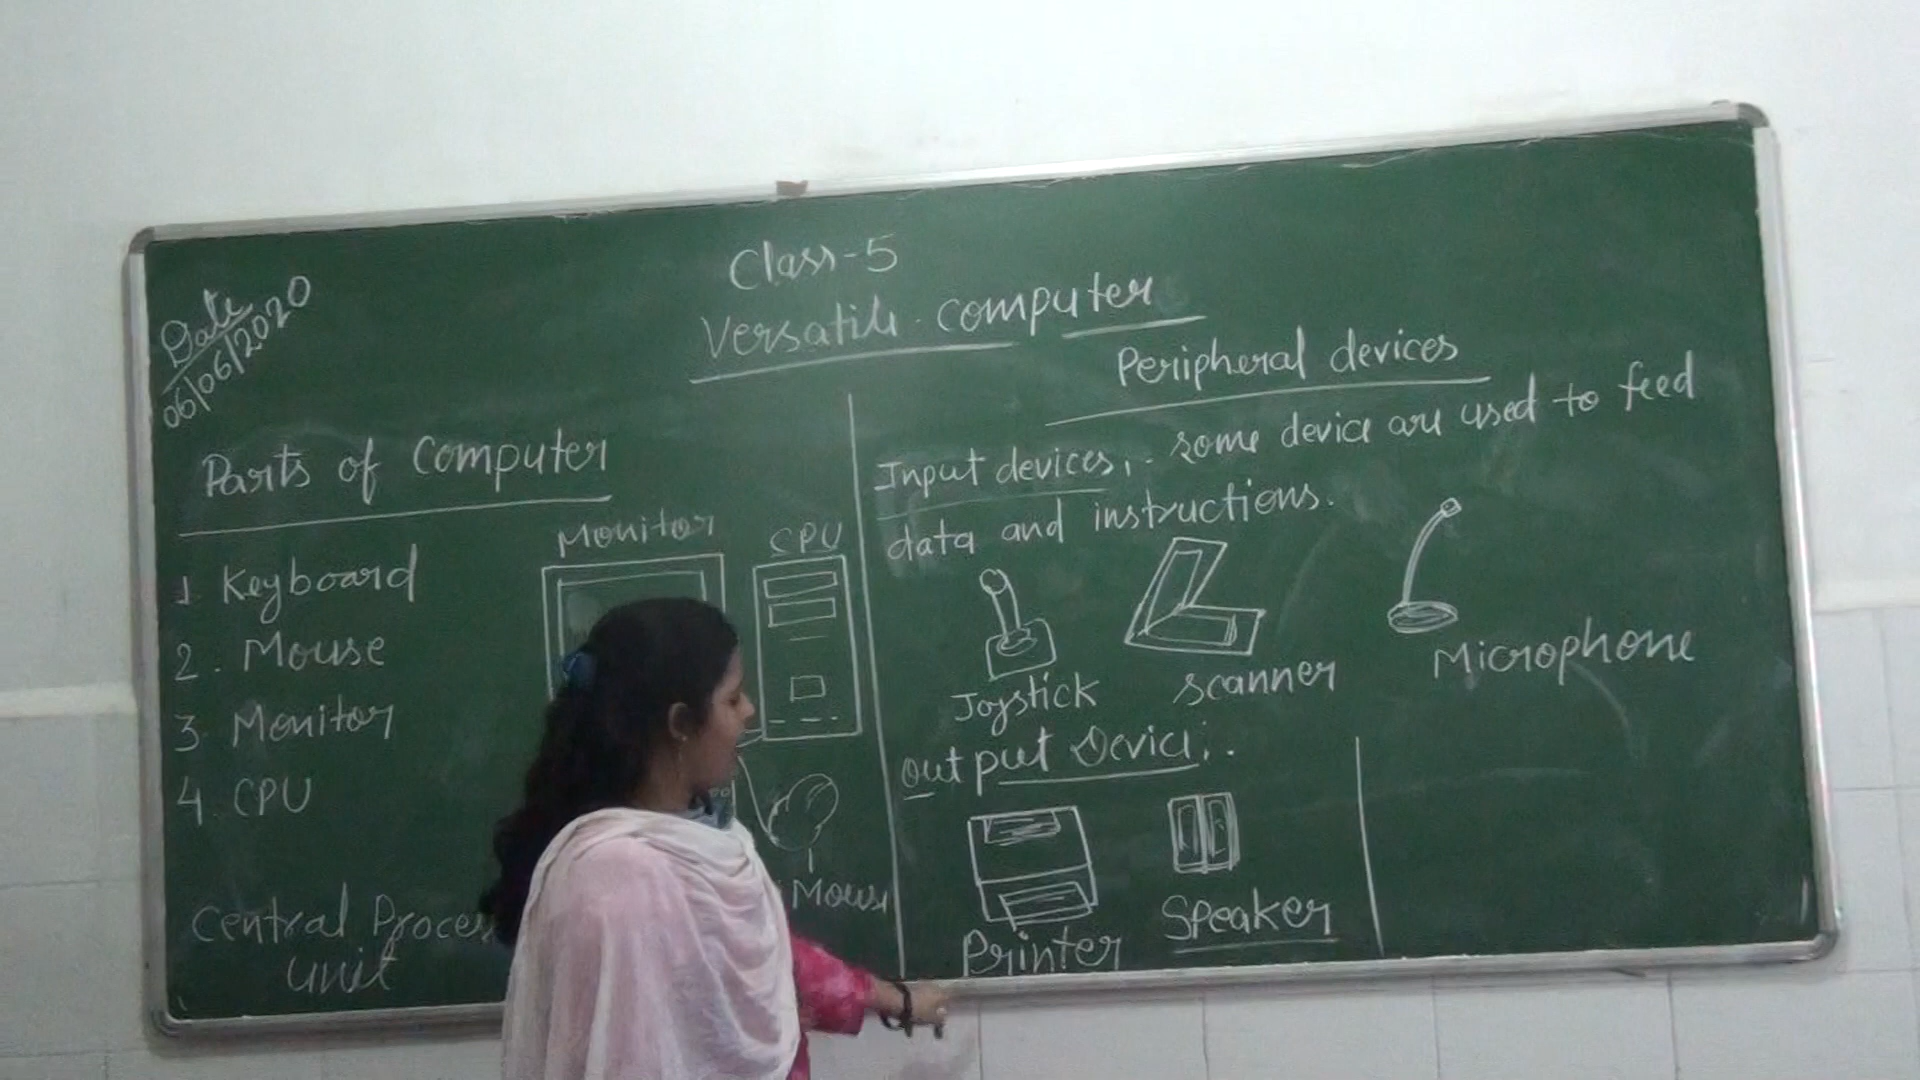 Date
06/06/2020
Class-5
Versatile computer
Parts of Computer
1 Keyboard
2. Mouse
3 Monitor
4. CPU
Central Proces
unit
Monitor
CPU
Mouse
Peripheral devices
Input devices:- some device are used to feed
data and instructions.
Joystick
scanner
Microphone
output Device:-
Printer
Speaker